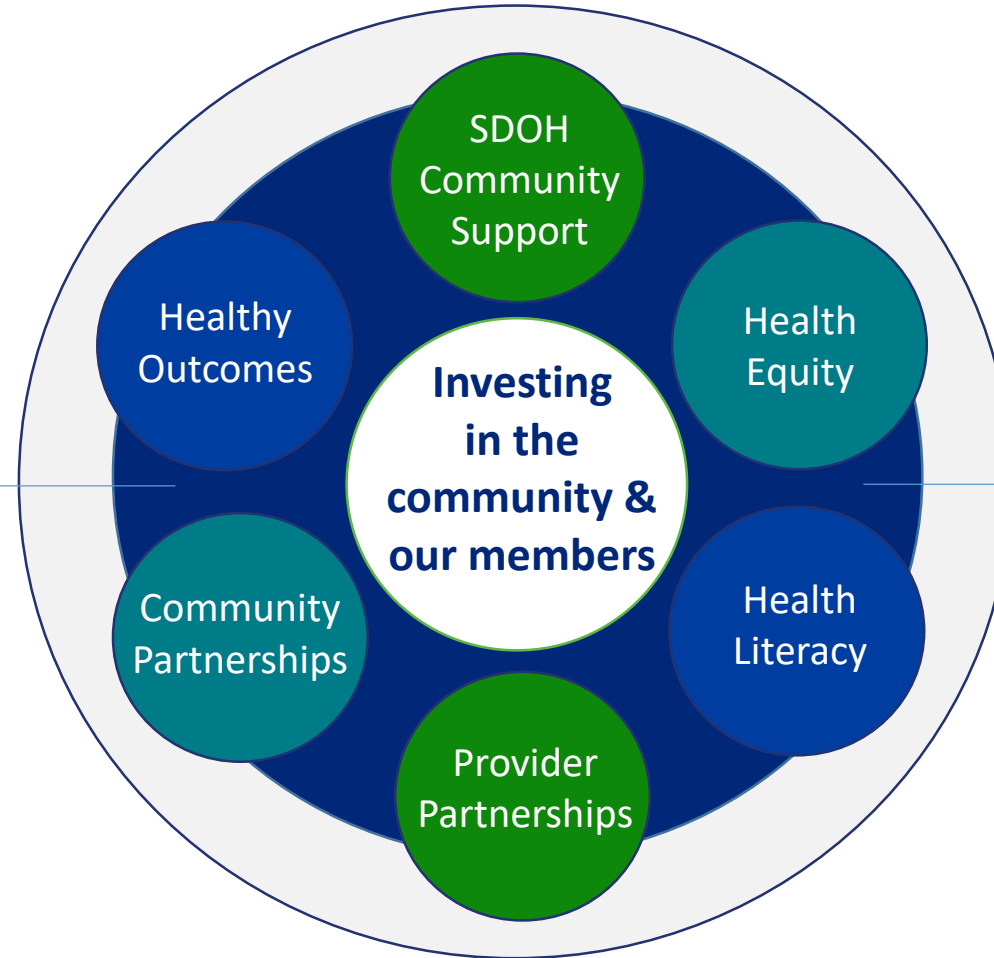 SDOH
Community
Support
Healthy
Outcomes
Health
Equity
Investing
in the
community &
our members
Community
Partnerships
Health
Literacy
Provider
Partnerships